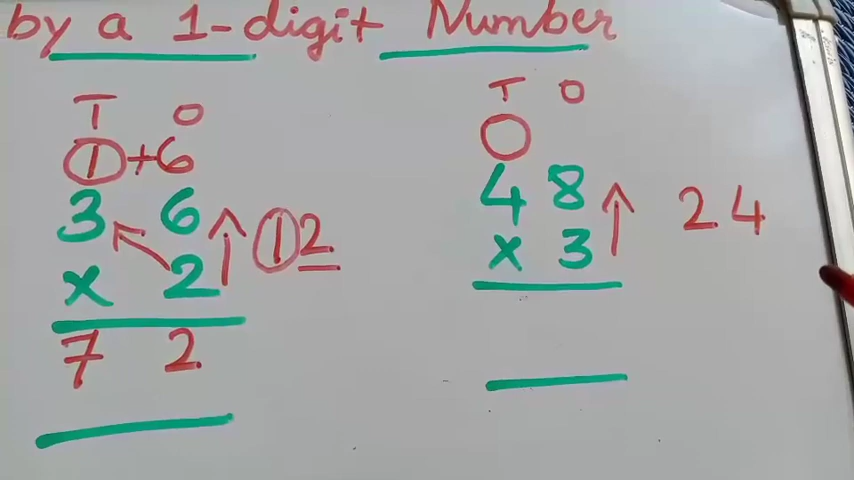 by a 1-digit Number
T O
1+6
3 6 12
x 2
7 2
T O
4 8 24
x 3